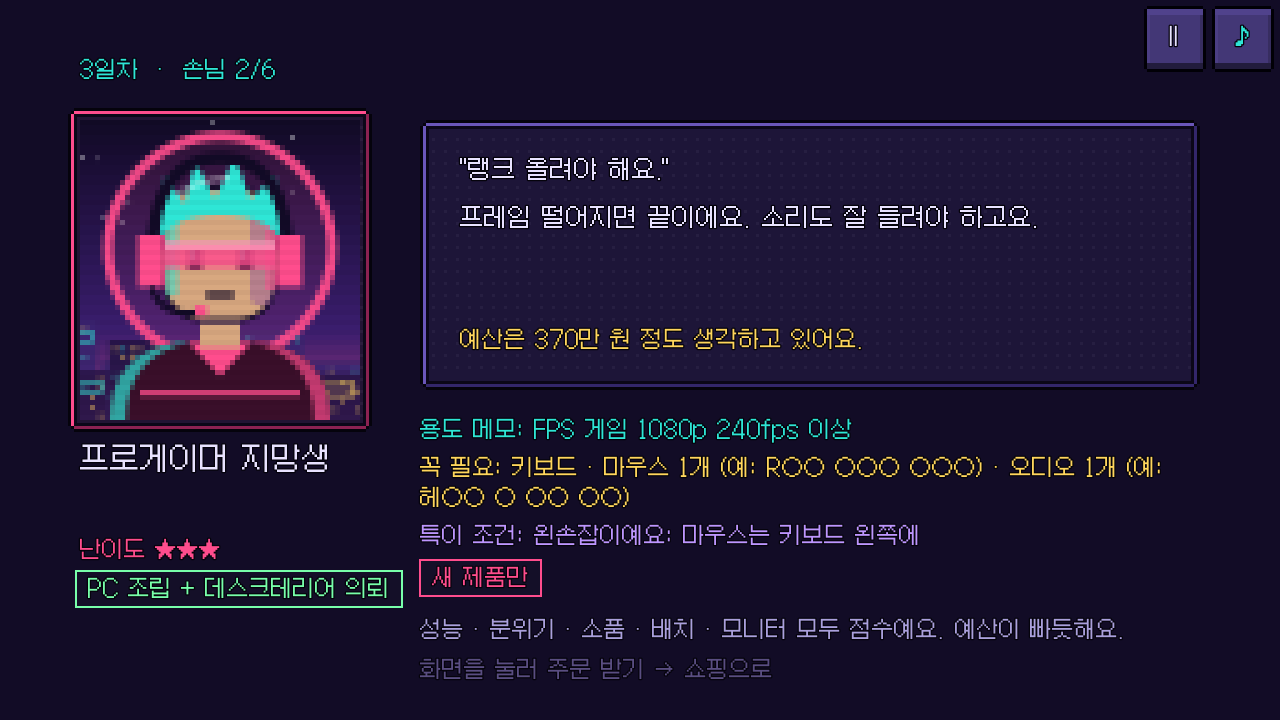 3일차 · 손님 2/6
"랭크 올려야 해요."
프레임 떨어지면 끝이에요. 소리도 잘 들려야 하고요.
예산은 370만 원 정도 생각하고 있어요.
프로게이머 지망생
난이도 ★★★
PC 조립 + 데스크테리어 의뢰
용도 메모: FPS 게임 1080p 240fps 이상
꼭 필요: 키보드 · 마우스 1개 (예: R○○ ○○○ ○○○) · 오디오 1개 (예:
헤○○ ○ ○○ ○○)
특이 조건: 왼손잡이예요: 마우스는 키보드 왼쪽에
새 제품만
성능 · 분위기 · 소품 · 배치 · 모니터 모두 점수예요. 예산이 빠듯해요.
화면을 눌러 주문 받기 → 쇼핑으로